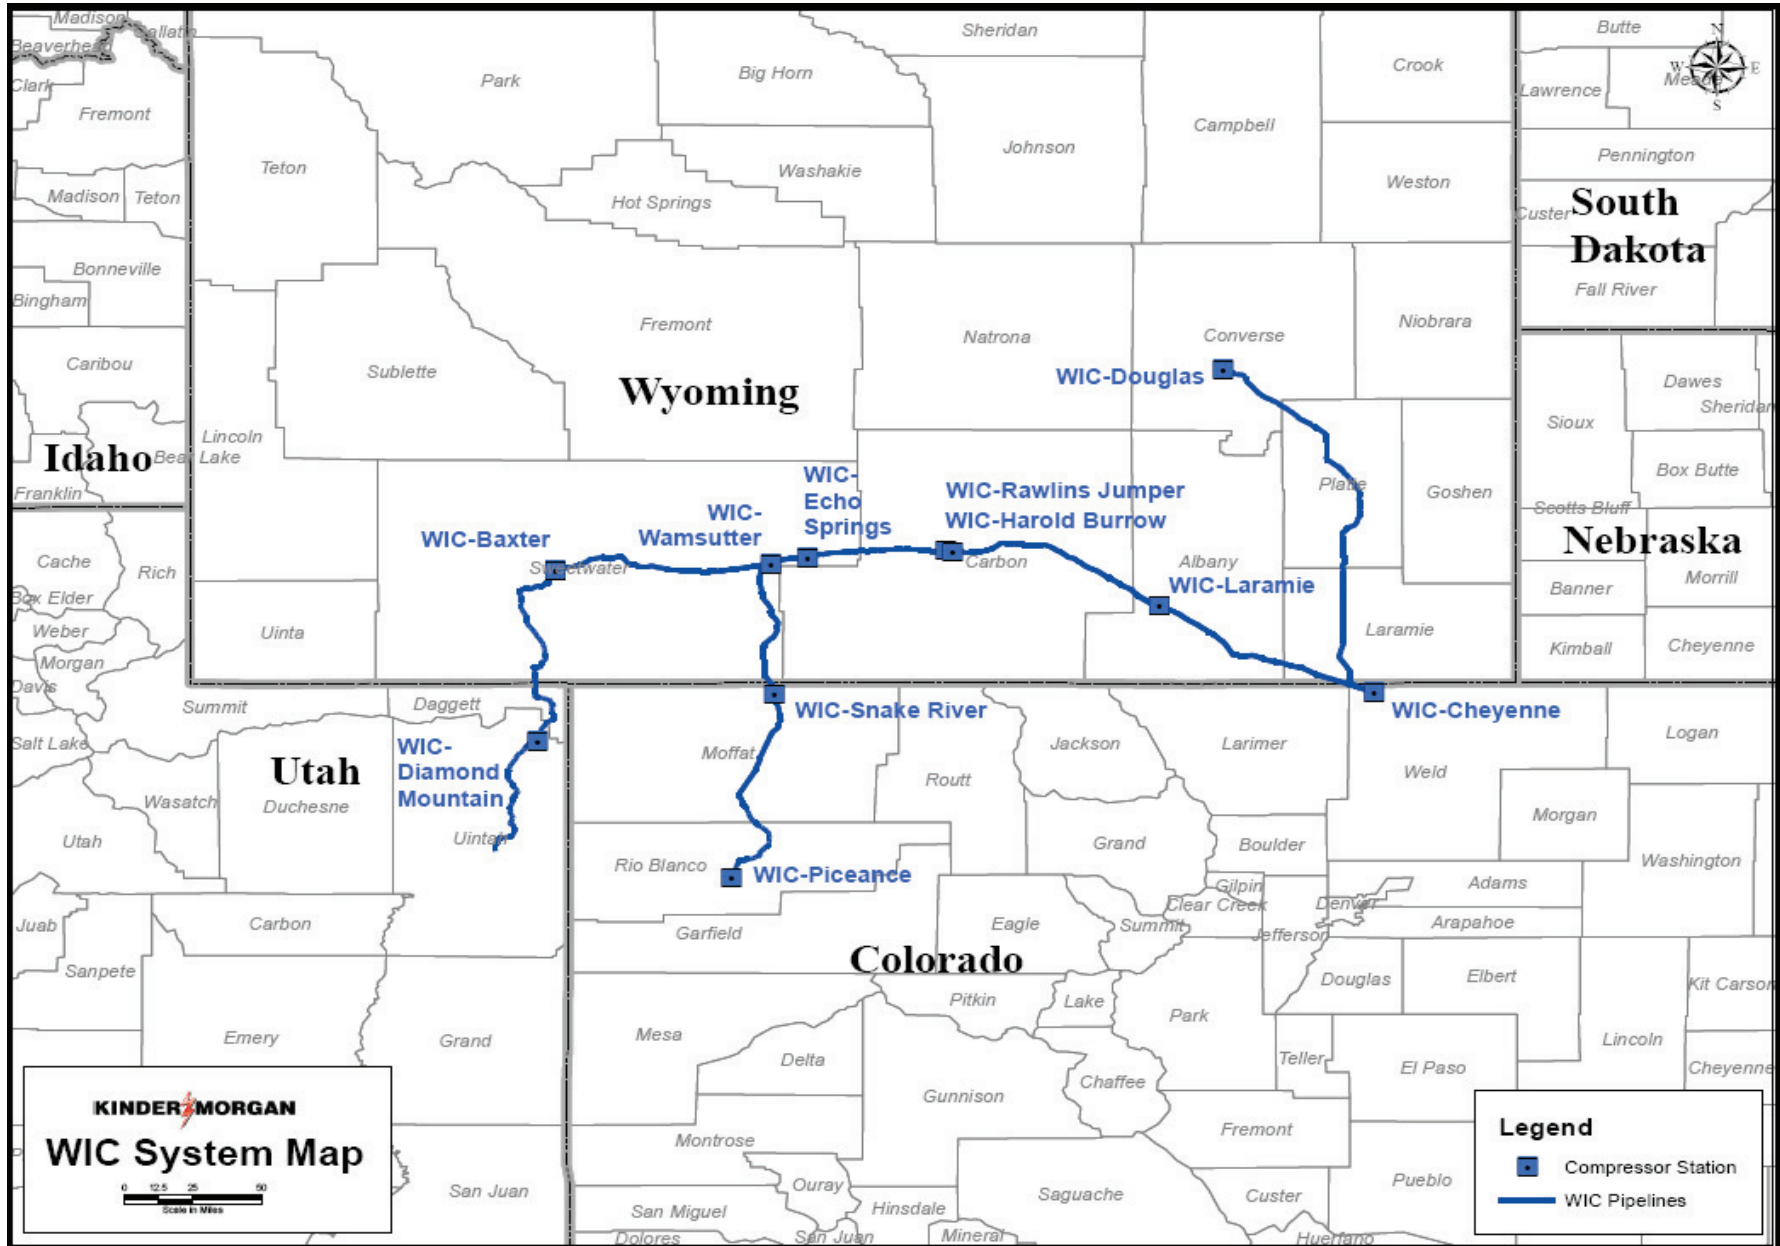 Madison
Gallatin
Beaverhead
Clark
Fremont
Madison
Teton
Bonneville
Bingham
Caribou
Idaho
Bear Lake
Franklin
Teton
Park
Big Horn
Sheridan
Johnson
Campbell
Crook
Weston
Washakie
Hot Springs
Fremont
Natrona
Converse
Niobrara
Sublette
Lincoln
Wyoming
Butte
Lawrence
Meade
Pennington
Custer
South
Dakota
Fall River
N
W
E
S
Dawes
Sheridan
Sioux
Box Butte
Scotts Bluff
Nebraska
Banner
Morrill
Kimball
Cheyenne
WIC-Douglas
Platte
Goshen
WIC-
Echo
Springs
WIC-Rawlins Jumper
WIC-Harold Burrow
WIC-
Wamsutter
WIC-Baxter
Sweetwater
Carbon
Albany
WIC-Laramie
Laramie
Uinta
Cache
Rich
Box Elder
Weber
Morgan
Davis
Summit
Daggett
Salt Lake
Utah
Wasatch
Duchesne
Utah
Uintah
WIC-
Diamond
Mountain
WIC-Snake River
WIC-Cheyenne
Moffat
Routt
Jackson
Larimer
Weld
Logan
Morgan
Washington
Grand
Boulder
Rio Blanco
WIC-Piceance
Gilpin
Clear Creek
Denver
Adams
Arapahoe
Jefferson
Summit
Eagle
Garfield
Colorado
Juab
Carbon
Sanpete
Emery
Grand
Mesa
Pitkin
Lake
Park
Douglas
Elbert
Kit Carson
Lincoln
Cheyenne
Delta
Gunnison
Chaffee
Teller
El Paso
Fremont
Montrose
San Juan
Ouray
San Miguel
Hinsdale
Saguache
Custer
Pueblo
Dolores
San Juan
Mineral
Huerfano
KINDER MORGAN
WIC System Map
0 12.5 25 50
Scale in Miles
Legend
Compressor Station
WIC Pipelines